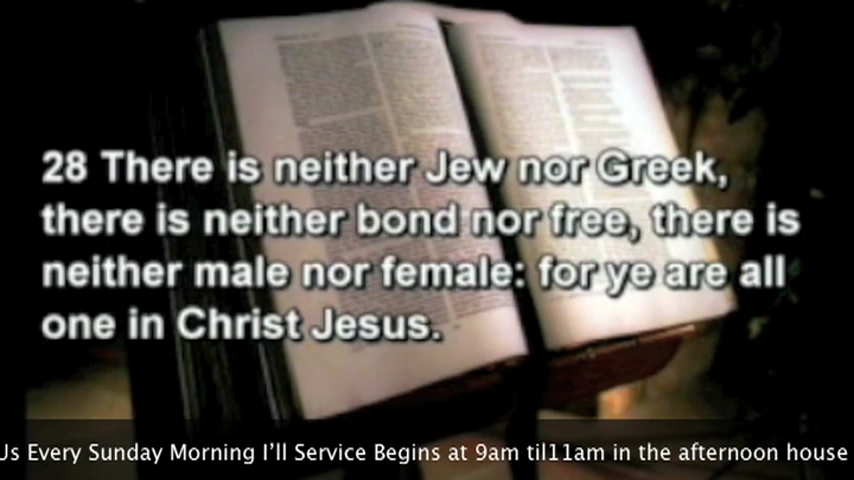 28 There is neither Jew nor Greek,
there is neither bond nor free, there is
neither male nor female: for ye are all
one in Christ Jesus.
Us Every Sunday Morning I'll Service Begins at 9am til11am in the afternoon house